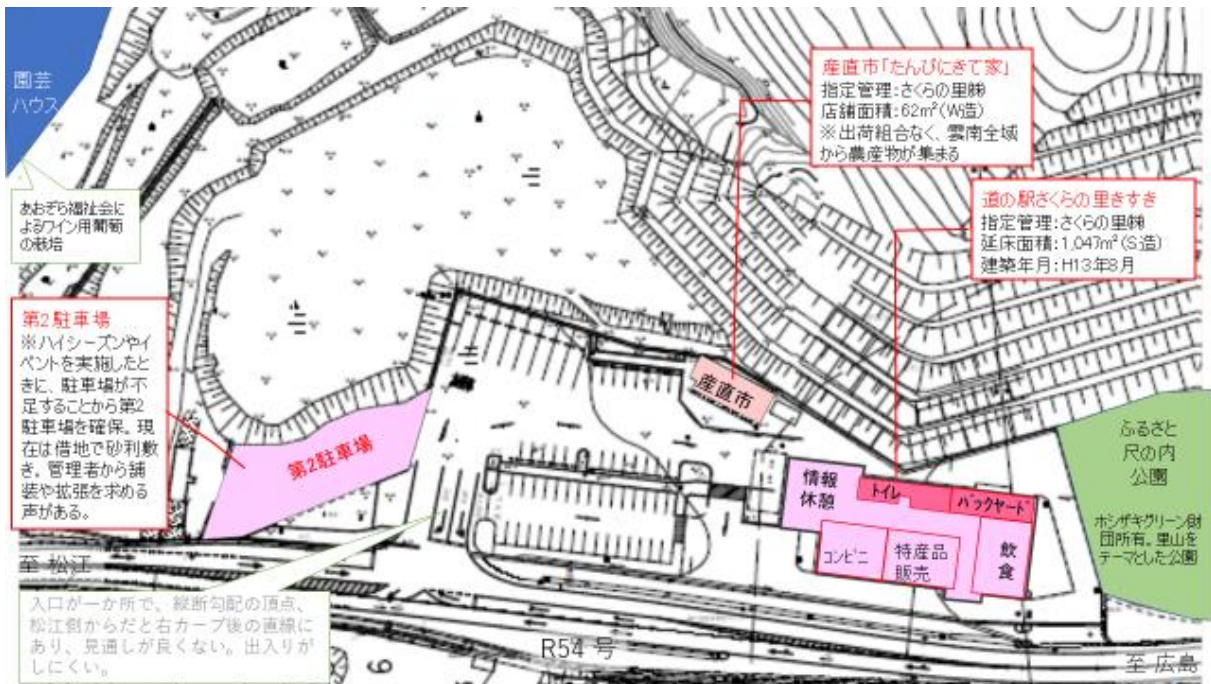 園芸
ハウス
あおぞら福祉会に
よるワイン用葡萄
の栽培
産直市「たんびにきて家」
指定管理:さくらの里㈱
店舗面積:62㎡(W造)
※出荷組合なく、雲南全域
から農産物が集まる
道の駅さくらの里きすき
指定管理:さくらの里㈱
延床面積:1,047㎡(S造)
建築年月:H13年8月
第2駐車場
※ハイシーズンやイ
ベントを実施したと
きに、駐車場が不
足することから第2
駐車場を確保。現
在は借地で砂利敷
き。管理者から舗
装や拡張を求める
声がある。
第2駐車場
産直市
情報
休憩
トイレ
バックヤード
コンビニ
特産品
販売
飲
食
ふるさと
尺の内
公園
ホシザキグリーン財
団所有。里山を
テーマとした公園
至 松江
入口が一か所で、縦断勾配の頂点、
松江側からだと右カーブ後の直線に
あり、見通しが良くない。出入りが
しにくい。
R54 号
至 広島